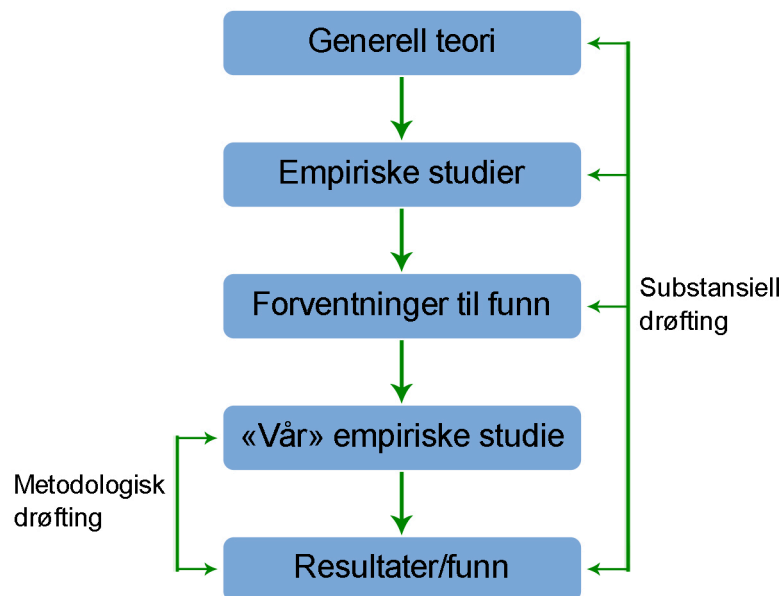 Generell teori
Empiriske studier
Forventninger til funn
Substansiell
drøfting
«Vår» empiriske studie
Metodologisk
drøfting
Resultater/funn